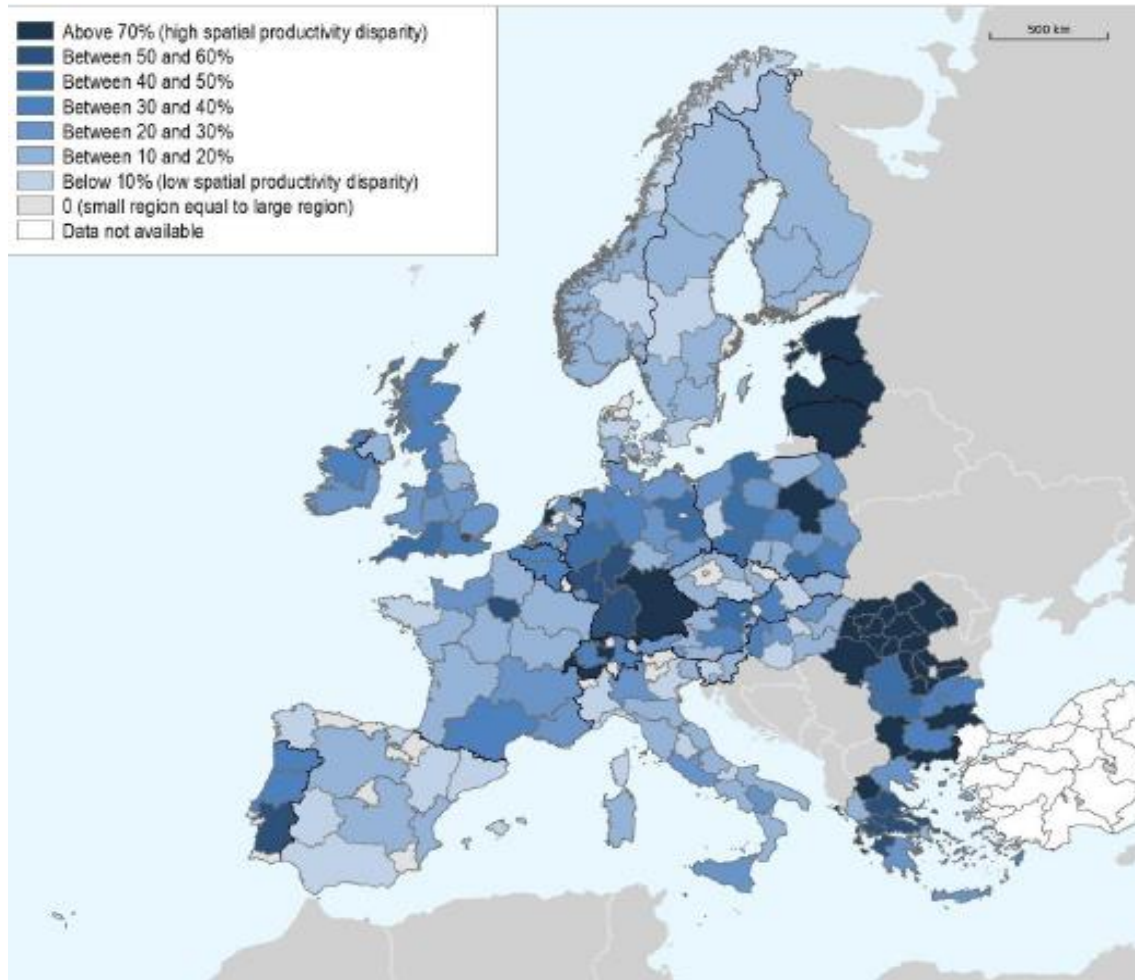 Above 70% (high spatial productivity disparity)
Between 50 and 60%
Between 40 and 50%
Between 30 and 40%
Between 20 and 30%
Between 10 and 20%
Below 10% (low spatial productivity disparity)
0 (small region equal to large region)
Data not available
500 km